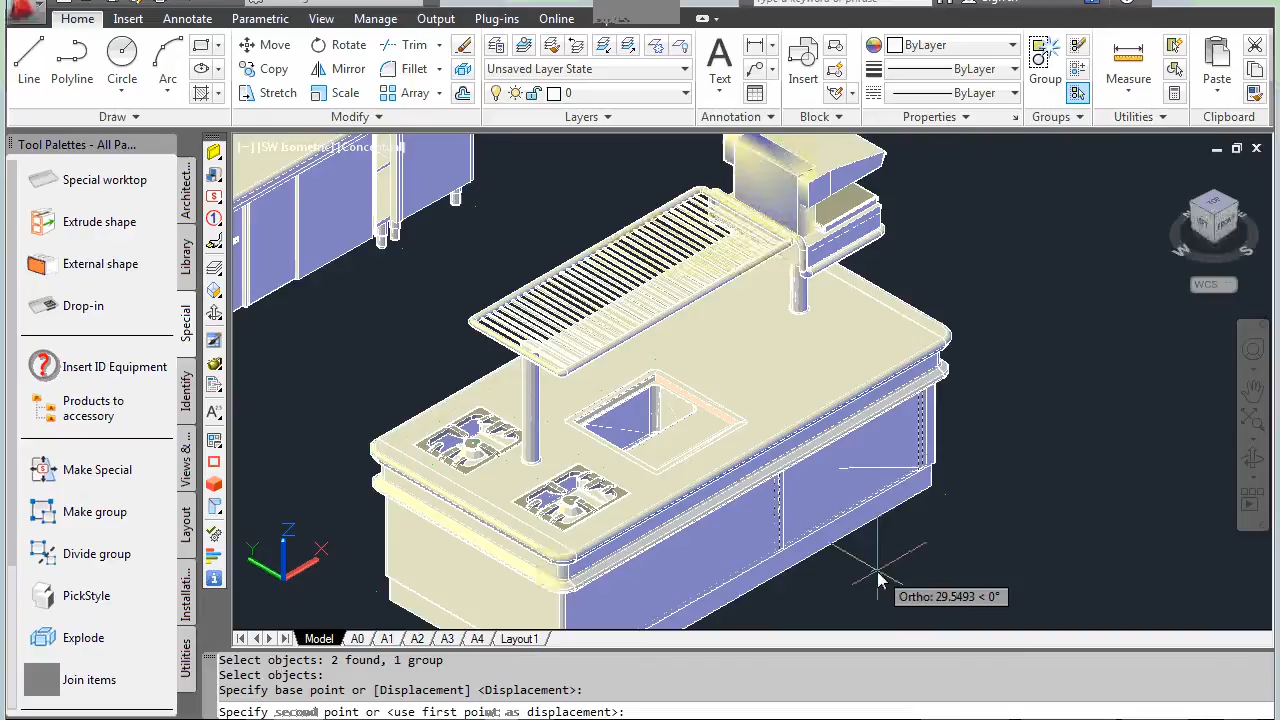 Home Insert Annotate Parametric View Manage Output Plug-ins Online
Line Polyline Circle Arc
Move Rotate Trim
Copy Mirror Fillet
Stretch Scale Array
Unsaved Layer State
0
Text
Insert
ByLayer
ByLayer
ByLayer
Group
Measure
Paste
Draw Modify Layers Annotation Block Properties Groups Utilities Clipboard
Tool Palettes - All Pa...
Special worktop
Extrude shape
External shape
Drop-in
Insert ID Equipment
Products to
accessory
Make Special
Make group
Divide group
PickStyle
Explode
Join items
Architect...
Library
Special
Identify
Views & ...
Layout
Installati...
Utilities
[−][SW Isometric][Conceptual]
TOP
FRONT
W
S
WCS
Z
Y
X
Ortho: 29.5493 < 0°
Model A0 A1 A2 A3 A4 Layout1
Select objects: 2 found, 1 group
Select objects:
Specify base point or [Displacement] <Displacement>:
Specify second point or <use first point as displacement>: